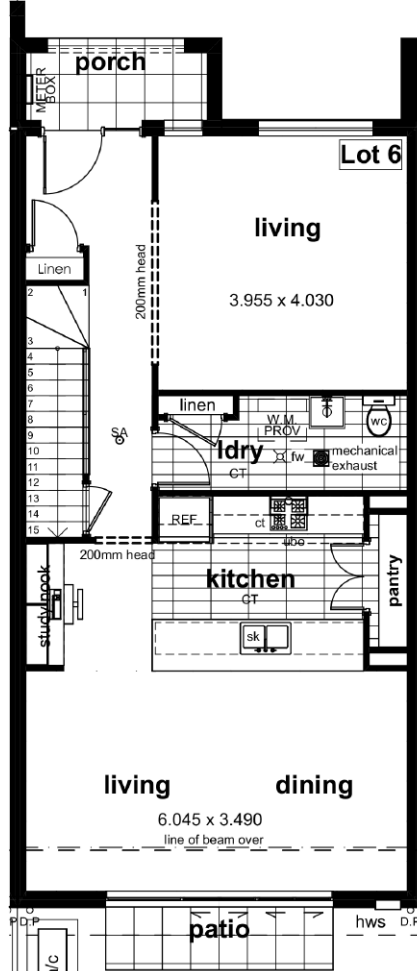 porch
METER
BOX
Lot 6
living
3.955 x 4.030
200mm head
Linen
2
1
3
4
5
6
7
8
9
10
11
12
13
14
15
SA
linen
W.M.
PROV
wc
ldry
CT
fw
mechanical
exhaust
REF
ct
ubo
200mm head
kitchen
CT
pantry
study nook
sk
living
dining
6.045 x 3.490
line of beam over
P
D.P
patio
hws
D.P
a/c